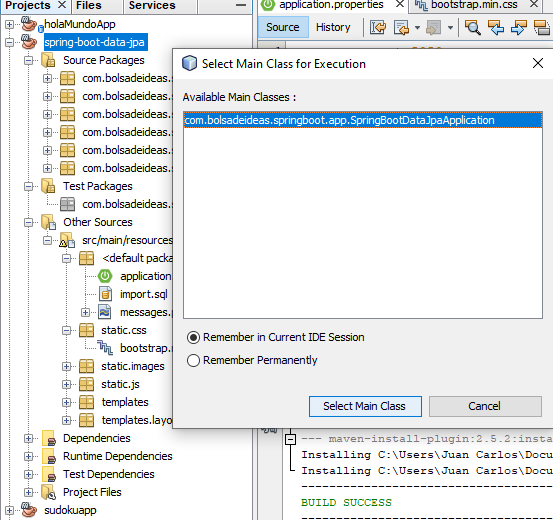 Projects
Files
Services
holaMundoApp
spring-boot-data-jpa
Source Packages
com.bolsadeideas.s
com.bolsadeideas.s
com.bolsadeideas.s
com.bolsadeideas.s
com.bolsadeideas.s
com.bolsadeideas.s
Test Packages
com.bolsadeideas.s
Other Sources
src/main/resources
<default packa
application
import.sql
messages.p
static.css
bootstrap.m
static.images
static.js
templates
templates.layo
Dependencies
Runtime Dependencies
Test Dependencies
Project Files
sudokuapp
application.properties
bootstrap.min.css
Source
History
Select Main Class for Execution
Available Main Classes :
com.bolsadeideas.springboot.app.SpringBootDataJpaApplication
Remember in Current IDE Session
Remember Permanently
Select Main Class
Cancel
--- maven-install-plugin:2.5.2:insta
Installing C:\Users\Juan Carlos\Docu
Installing C:\Users\Juan Carlos\Docu
------------------------------------
BUILD SUCCESS
------------------------------------